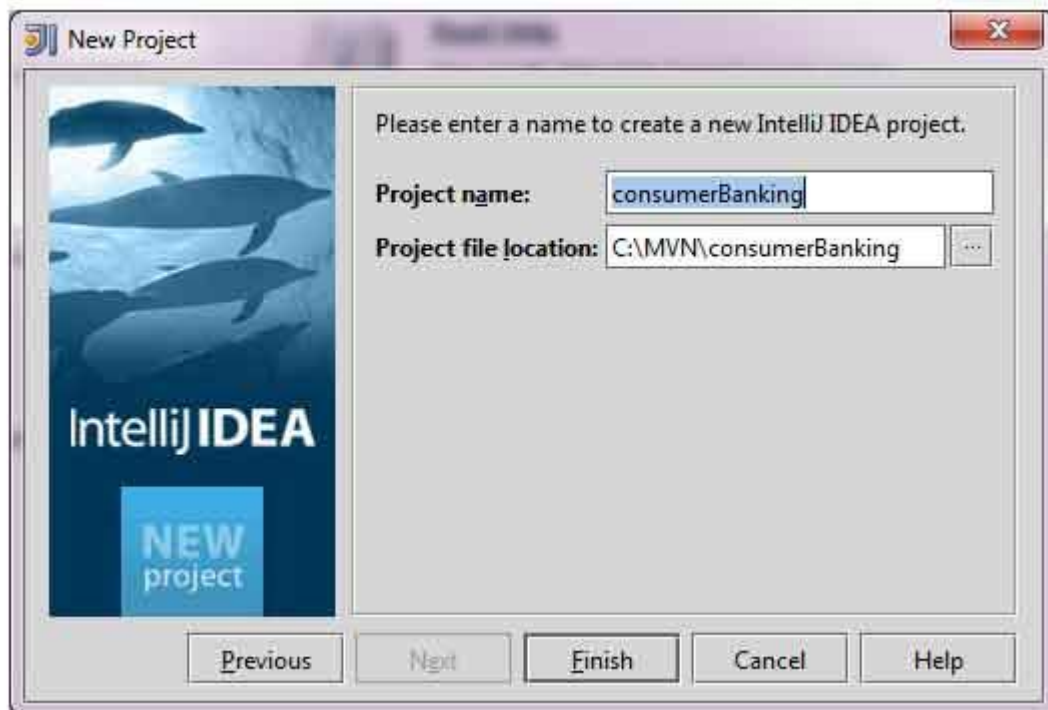 New Project
Please enter a name to create a new IntelliJ IDEA project.
Project name: consumerBanking
Project file location: C:\MVN\consumerBanking ...
IntelliJ IDEA
NEW
project
Previous Next Finish Cancel Help